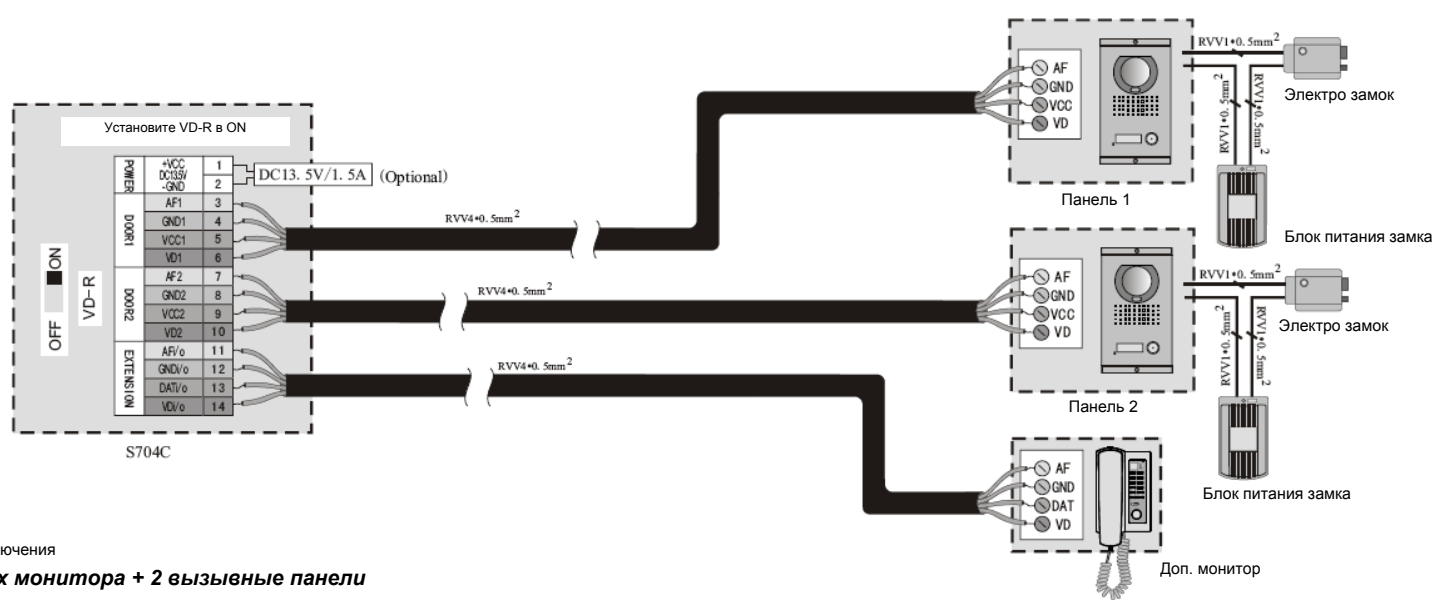 Установите VD-R в ON
OFF ON
VD-R
POWER
+VCC
DC13.5V
-GND
1
2
DC13. 5V/1. 5A (Optional)
DOOR1
AF1 3
GND1 4
VCC1 5
VD1 6
DOOR2
AF2 7
GND2 8
VCC2 9
VD2 10
EXTENSION
AFi/o 11
GNDi/o 12
DATi/o 13
VDi/o 14
S704C
RVV4*0. 5mm2
RVV4*0. 5mm2
RVV4*0. 5mm2
AF
GND
VCC
VD
Панель 1
RVV1*0. 5mm2
RVV1*0. 5mm2
RVV1*0. 5mm2
Электро замок
Блок питания замка
AF
GND
VCC
VD
Панель 2
RVV1*0. 5mm2
RVV1*0. 5mm2
RVV1*0. 5mm2
Электро замок
Блок питания замка
AF
GND
DAT
VD
Доп. монитор
ючения
х монитора + 2 вызывные панели